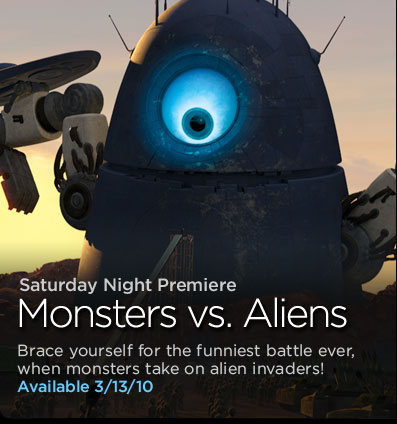 Saturday Night Premiere
Monsters vs. Aliens
Brace yourself for the funniest battle ever,
when monsters take on alien invaders!
Available 3/13/10